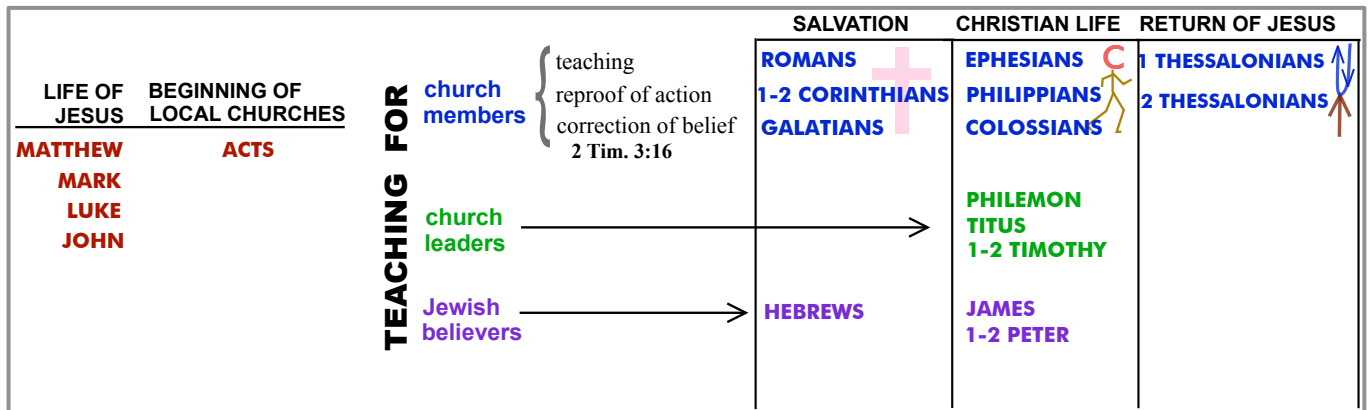 SALVATION
CHRISTIAN LIFE
RETURN OF JESUS
LIFE OF
JESUS
BEGINNING OF
LOCAL CHURCHES
MATTHEW
MARK
LUKE
JOHN
ACTS
TEACHING FOR
church
members
teaching
reproof of action
correction of belief
2 Tim. 3:16
ROMANS
1-2 CORINTHIANS
GALATIANS
EPHESIANS
PHILIPPIANS
COLOSSIANS
C
1 THESSALONIANS
2 THESSALONIANS
church
leaders
PHILEMON
TITUS
1-2 TIMOTHY
Jewish
believers
HEBREWS
JAMES
1-2 PETER